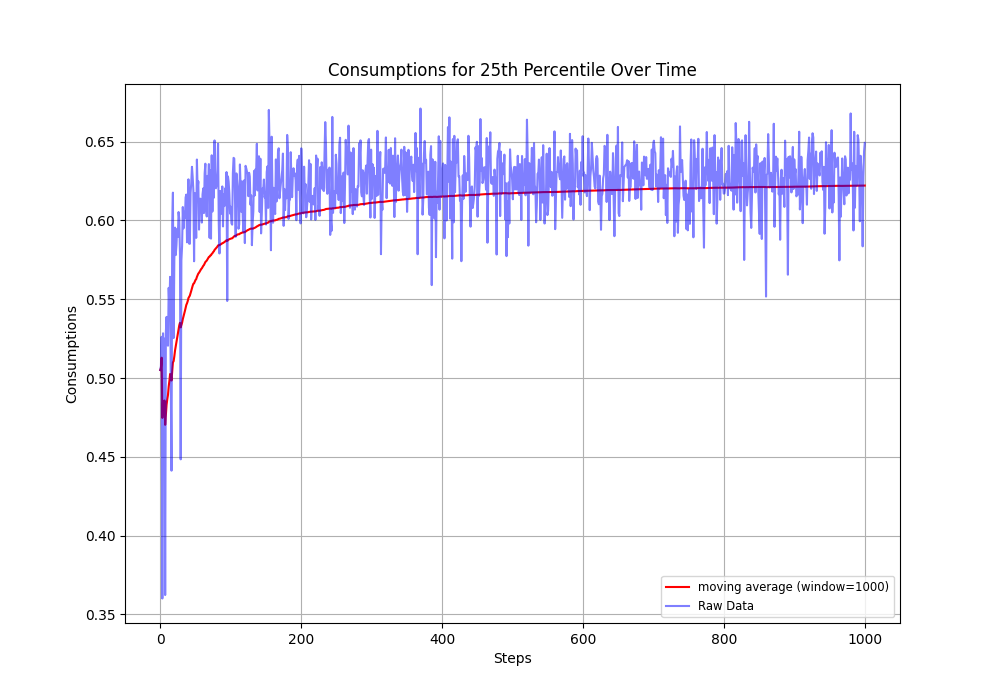 Consumptions for 25th Percentile Over Time
Consumptions
0.65
0.60
0.55
0.50
0.45
0.40
0.35
0
200
400
600
800
1000
Steps
moving average (window=1000)
Raw Data